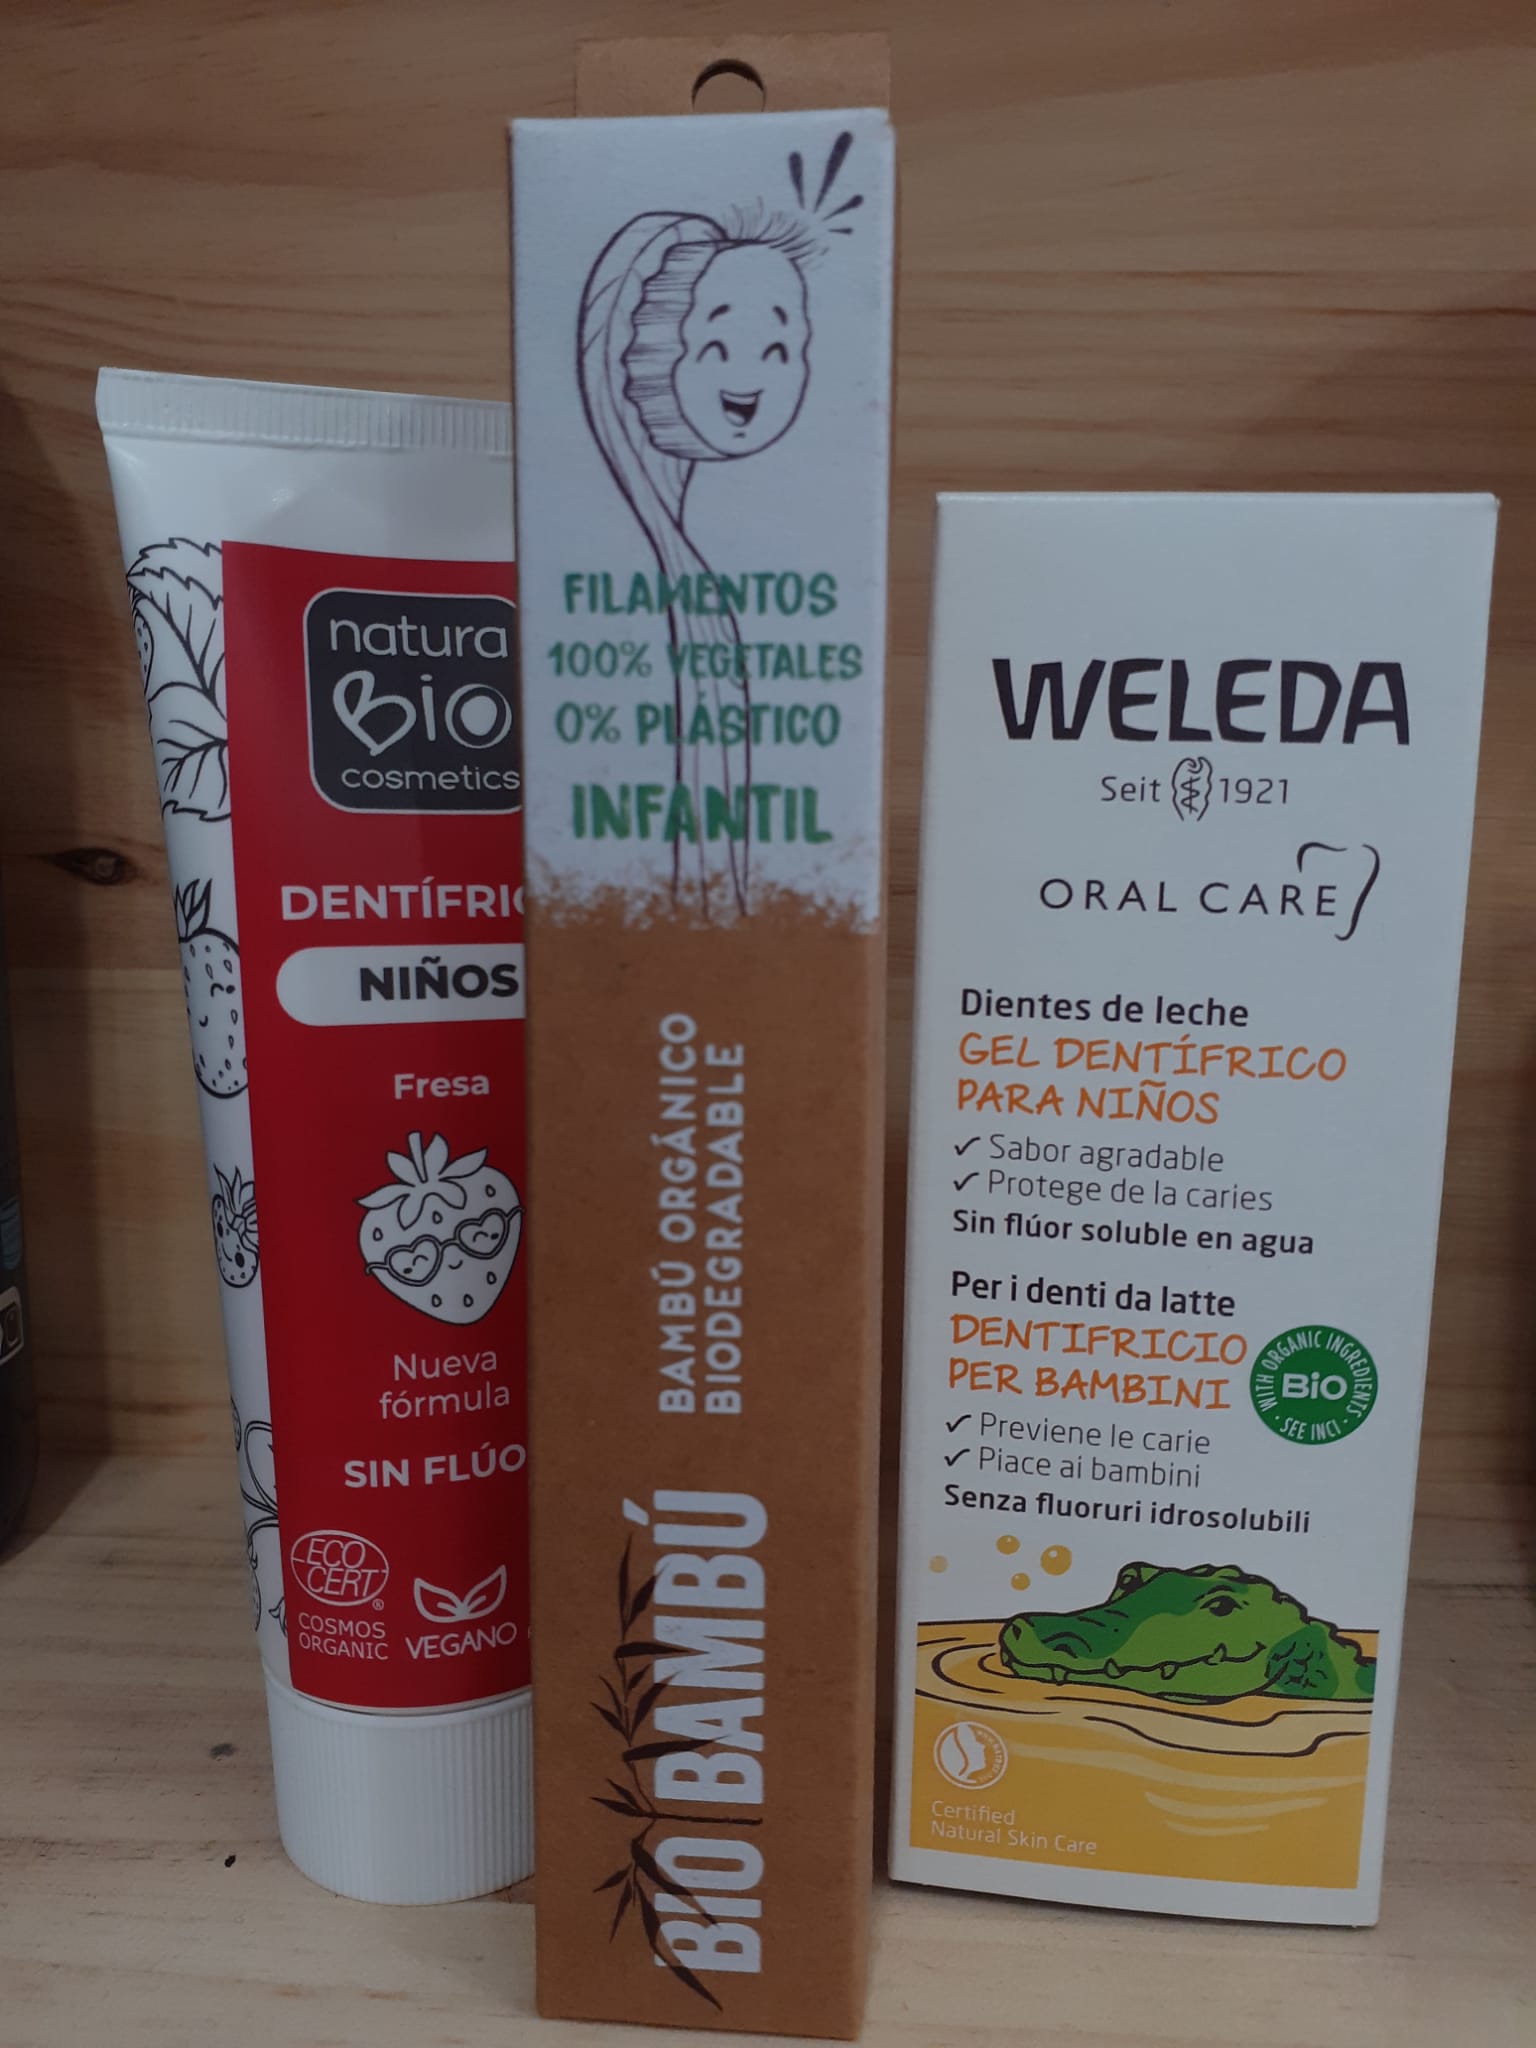 natura
Bio
cosmetics
DENTÍFRIC
NIÑOS
Fresa
Nueva
fórmula
SIN FLÚO
ECO
CERT
®
COSMOS
ORGANIC
VEGANO
FILAMENTOS
100% VEGETALES
0% PLÁSTICO
INFANTIL
BAMBÚ ORGÁNICO
BIODEGRADABLE
BIO BAMBÚ
WELEDA
Seit 1921
ORAL CARE
Dientes de leche
GEL DENTÍFRICO
PARA NIÑOS
✓ Sabor agradable
✓ Protege de la caries
Sin flúor soluble en agua
Per i denti da latte
DENTIFRICIO
PER BAMBINI
✓ Previene le carie
✓ Piace ai bambini
Senza fluoruri idrosolubili
WITH ORGANIC INGREDIENTS
BiO
· SEE INCI ·
Certified
Natural Skin Care